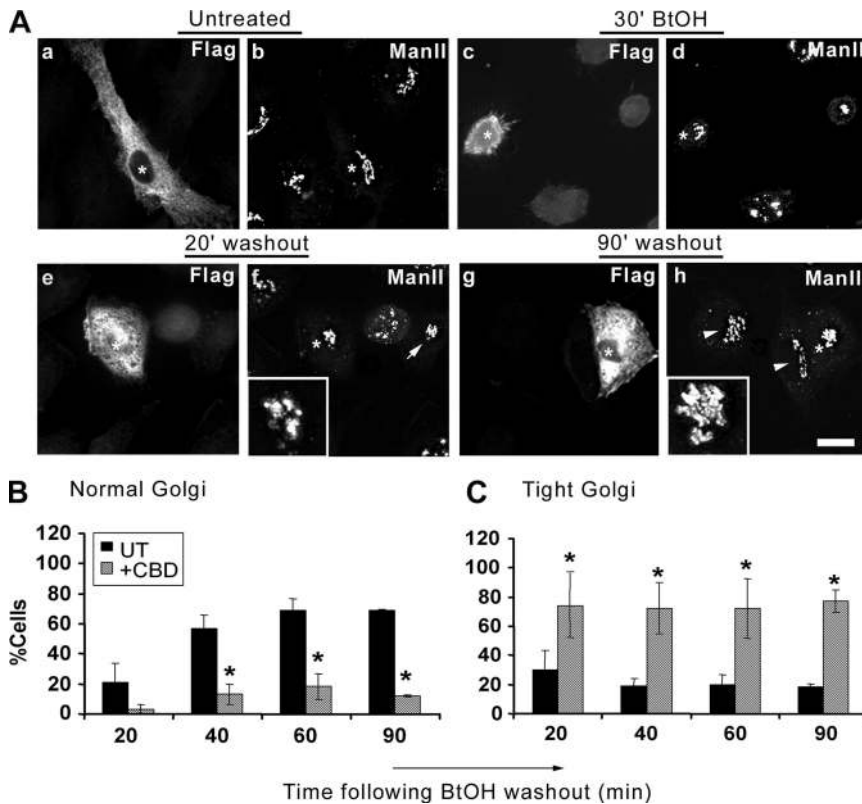 A
Untreated
30' BtOH
a Flag
b ManII
c Flag
d ManII
*
*
*
*
20' washout
90' washout
e Flag
f ManII
g Flag
h ManII
*
*
*
*
B Normal Golgi
C Tight Golgi
%Cells
120
100
80
60
40
20
0
UT
+CBD
* * *
20 40 60 90
120
100
80
60
40
20
0
* * * *
20 40 60 90
Time following BtOH washout (min)